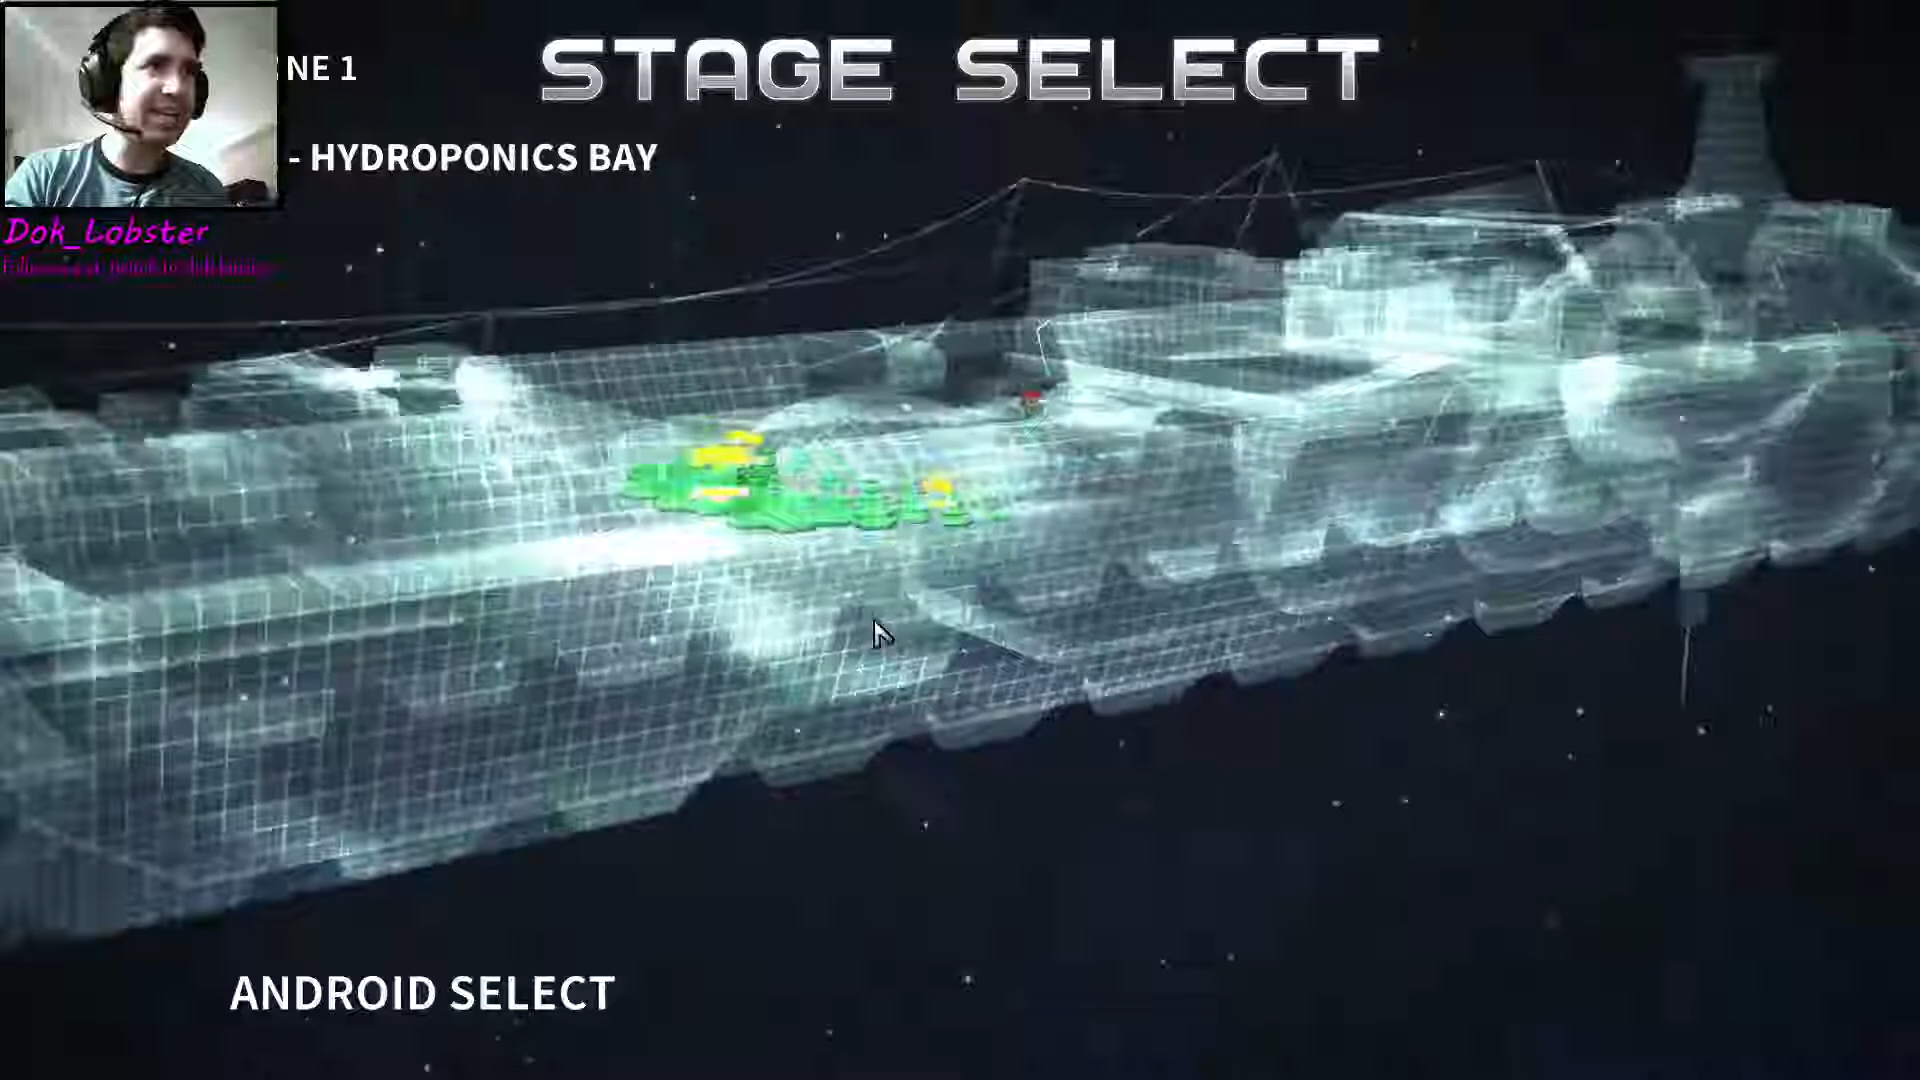 STAGE SELECT
NE 1
- HYDROPONICS BAY
Dok_Lobster
ANDROID SELECT